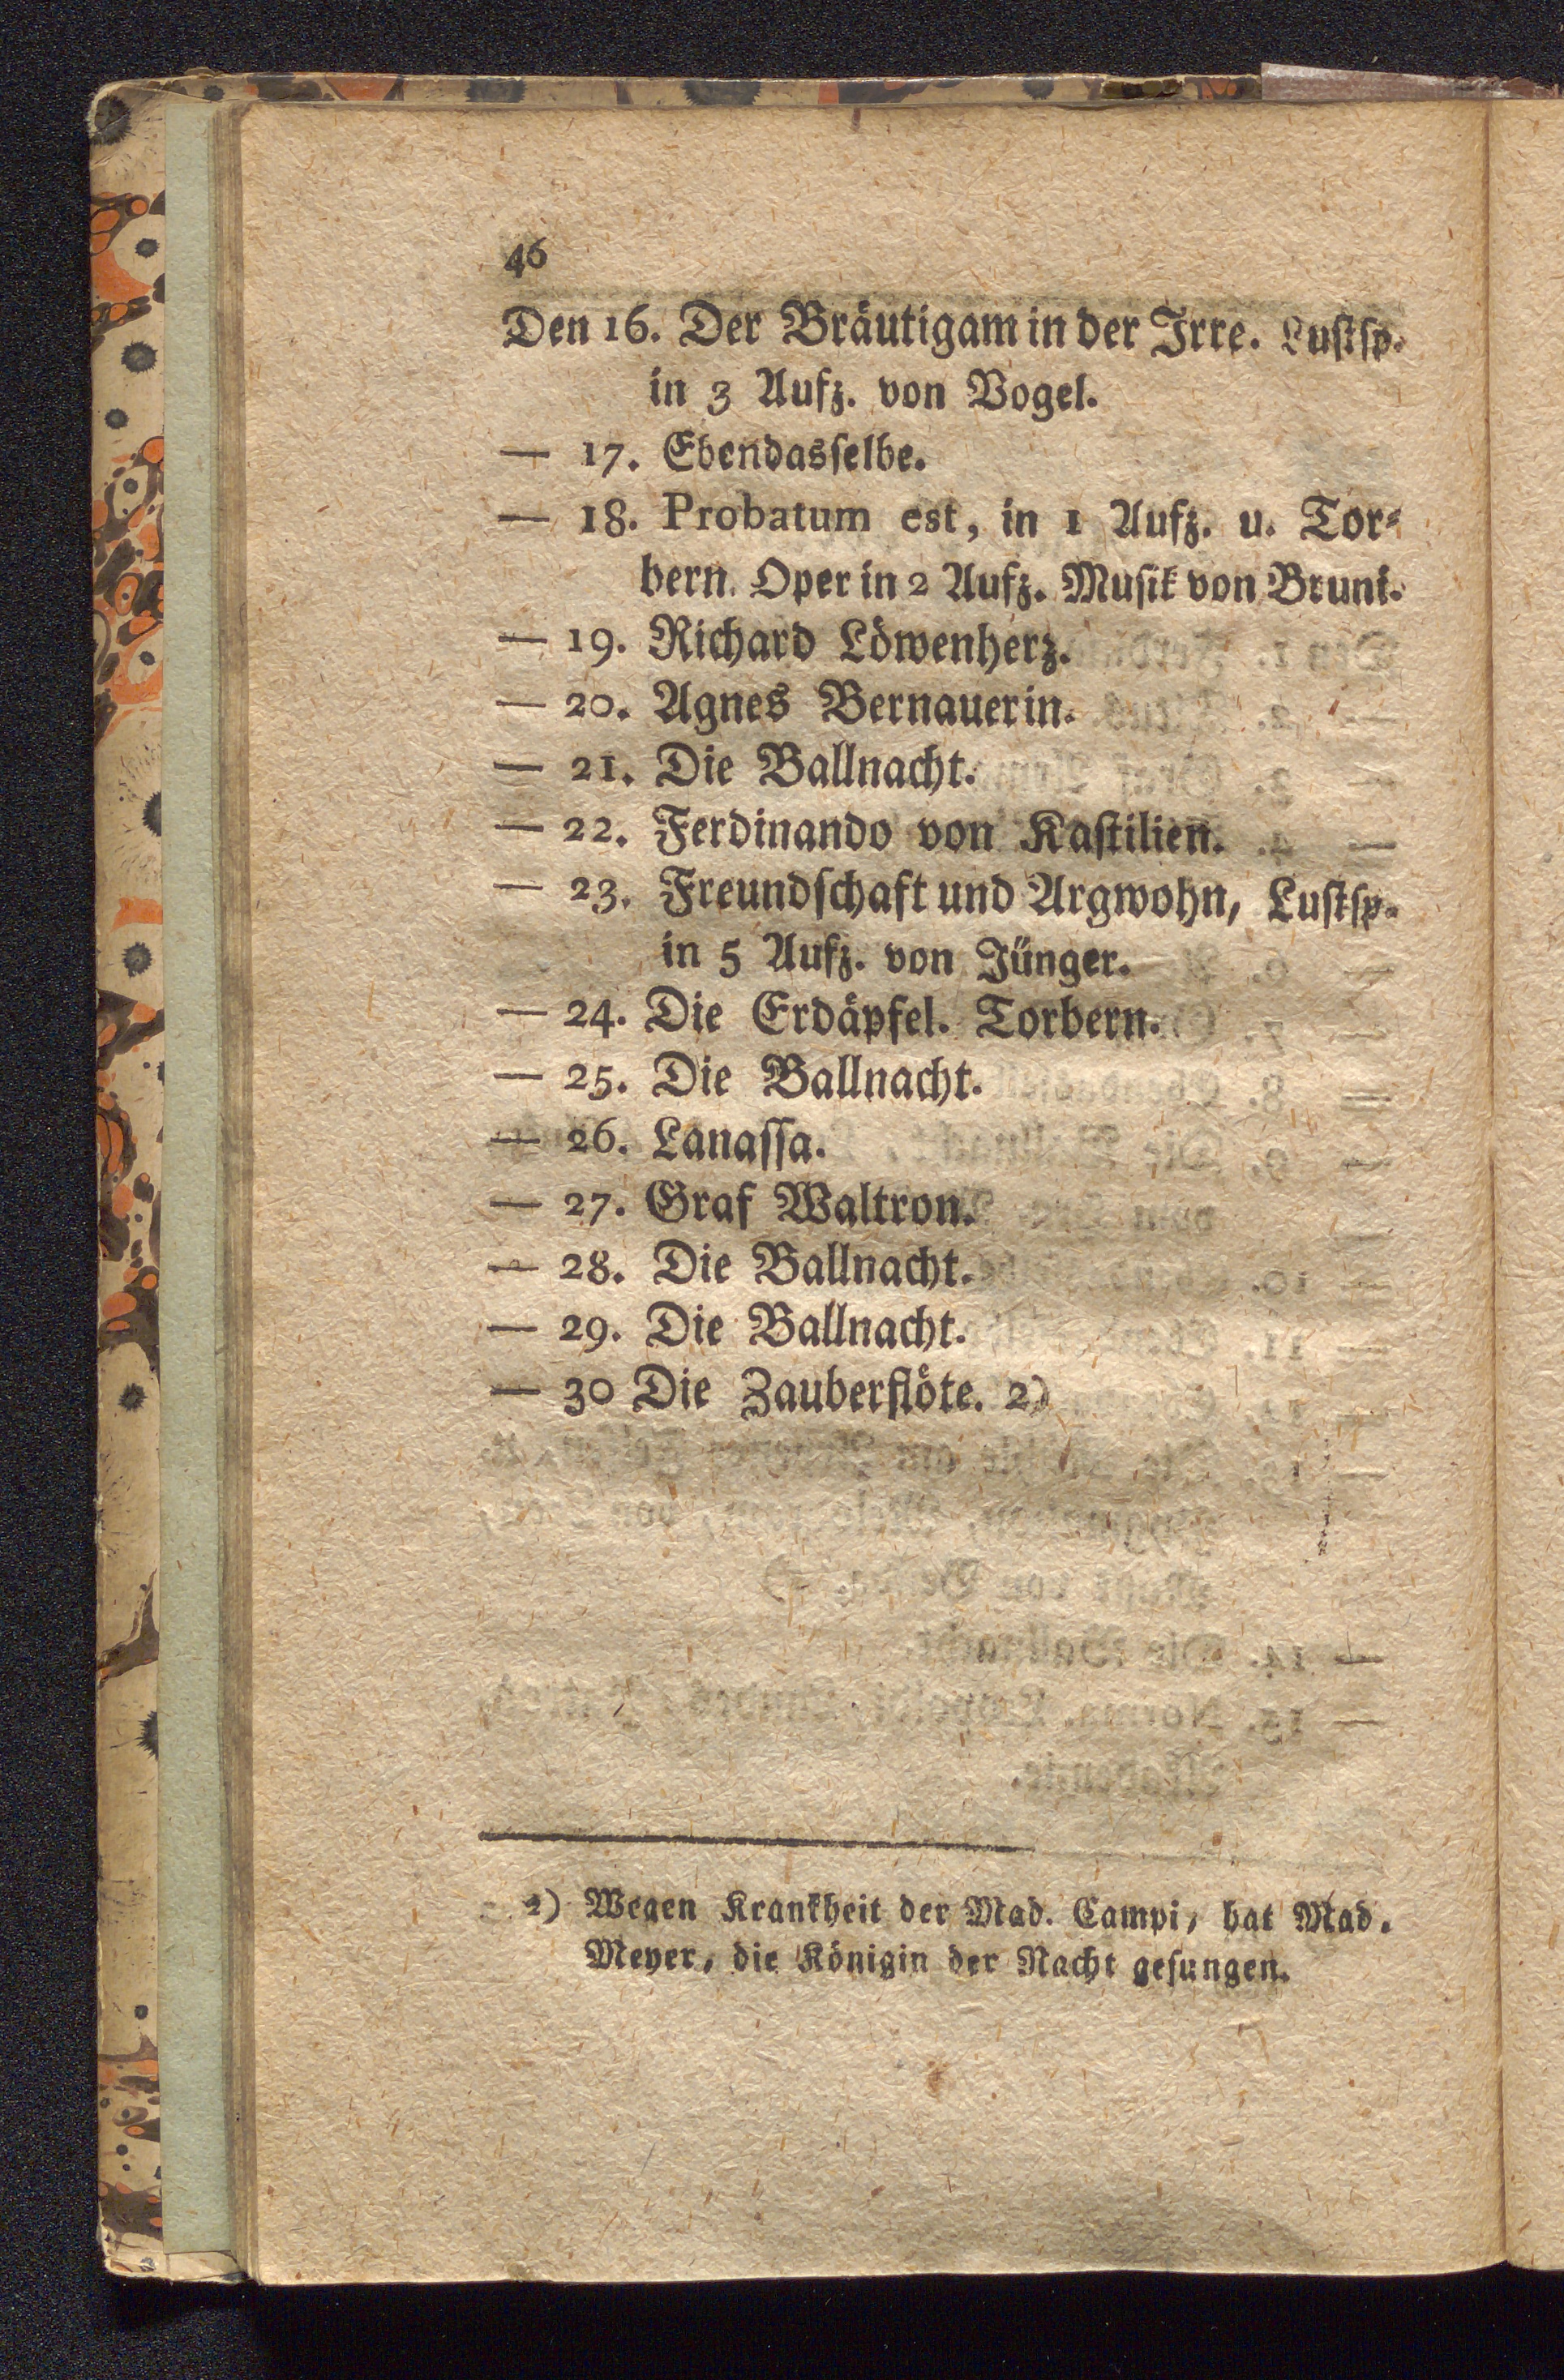 46
Den 16. Der Bräutigam in der Irre. Lustsp.
in 3 Aufz. von Vogel.
— 17. Ebendasſelbe.
— 18. Probatum est, in 1 Aufz. u. Tor⸗
bern. Oper in 2 Aufz. Muſik von Bruni.
— 19. Richard Löwenherz.
— 20. Agnes Bernauerin.
— 21. Die Ballnacht.
— 22. Ferdinando von Kaſtilien.
— 23. Freundſchaft und Argwohn, Luſtſp.
in 5 Aufz. von Jünger.
— 24. Die Erdäpfel. Torbern.
— 25. Die Ballnacht.
— 26. Lanaſſa.
— 27. Graf Waltron.
— 28. Die Ballnacht.
— 29. Die Ballnacht.
— 30 Die Zauberflöte. 2)
2) Wegen Krankheit der Mad. Campi, hat Mad.
Meyer, die Königin der Nacht geſungen.